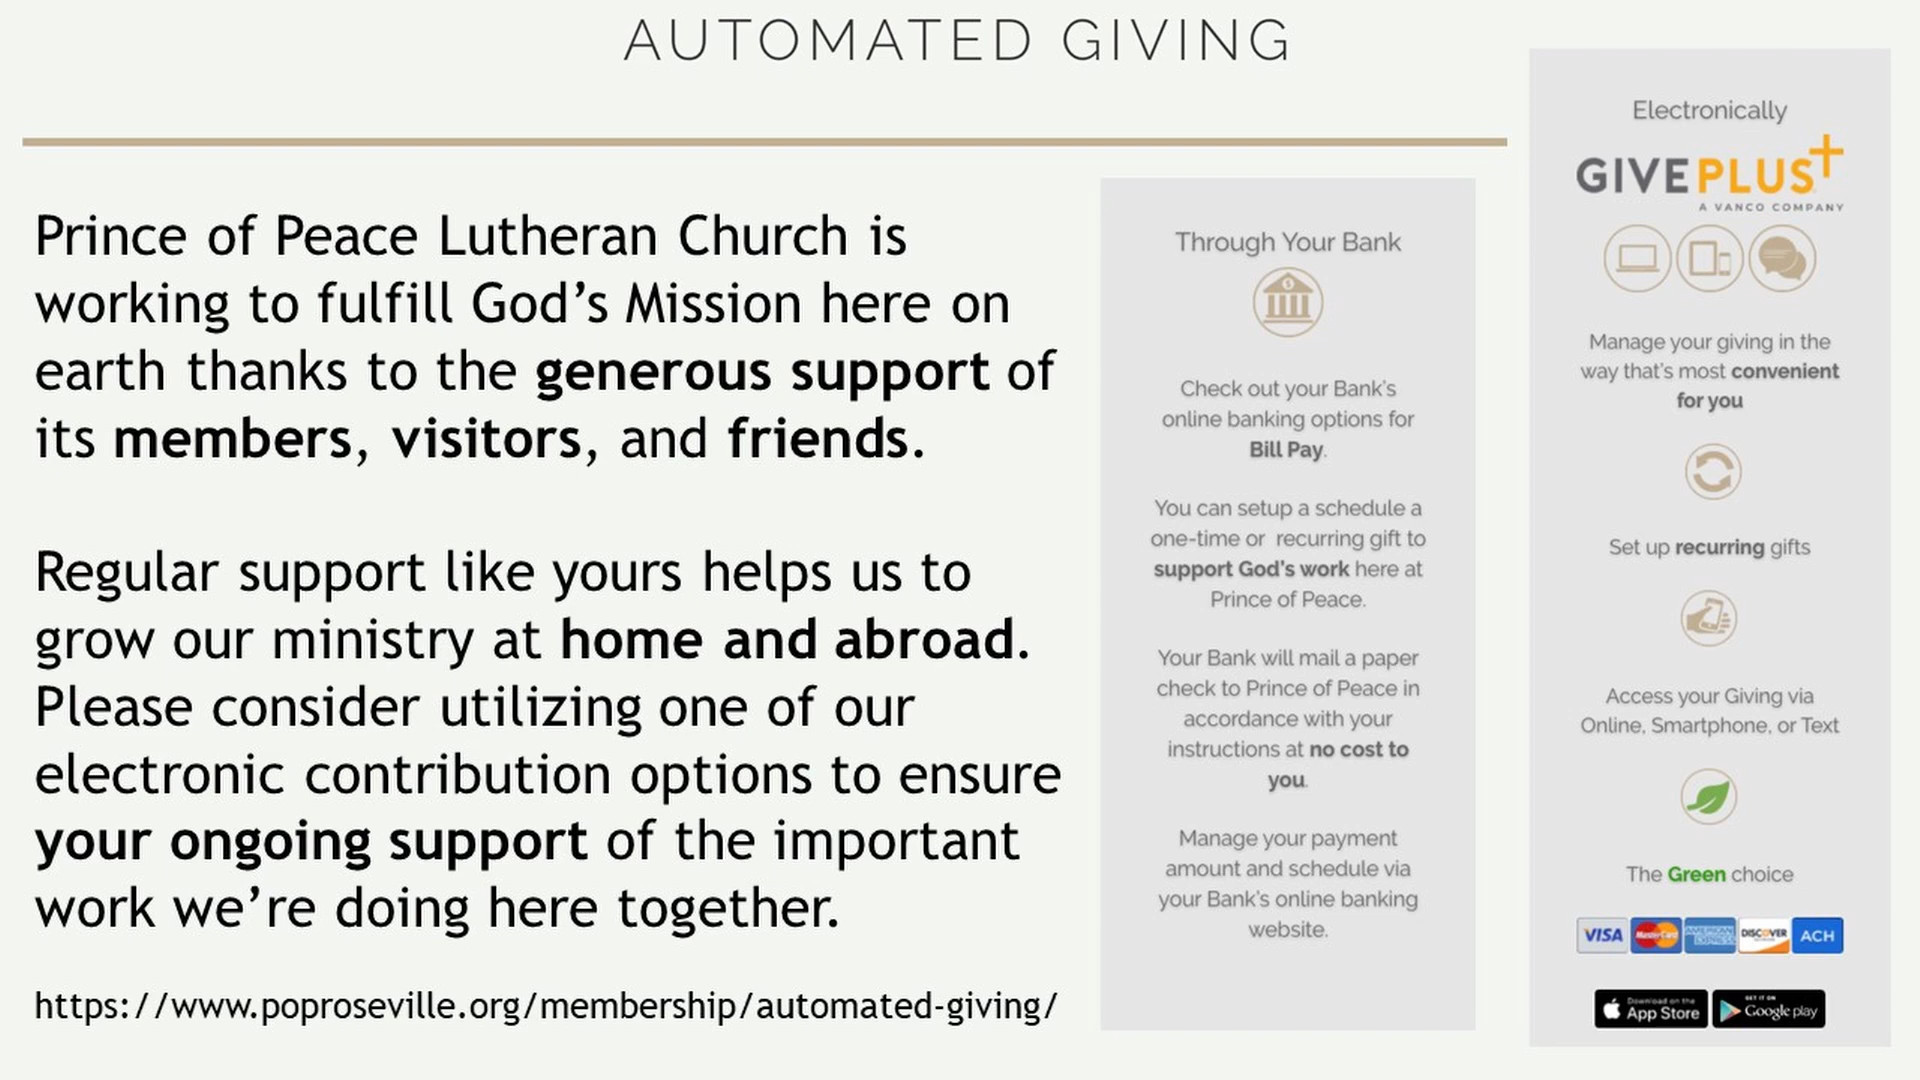 AUTOMATED GIVING
Prince of Peace Lutheran Church is
working to fulfill God’s Mission here on
earth thanks to the generous support of
its members, visitors, and friends.
Regular support like yours helps us to
grow our ministry at home and abroad.
Please consider utilizing one of our
electronic contribution options to ensure
your ongoing support of the important
work we’re doing here together.
https://www.poproseville.org/membership/automated-giving/
Through Your Bank
Check out your Bank's
online banking options for
Bill Pay.
You can setup a schedule a
one-time or recurring gift to
support God's work here at
Prince of Peace.
Your Bank will mail a paper
check to Prince of Peace in
accordance with your
instructions at no cost to
you.
Manage your payment
amount and schedule via
your Bank's online banking
website.
Electronically
GIVEPLUS+
A VANCO COMPANY
Manage your giving in the
way that's most convenient
for you
Set up recurring gifts
Access your Giving via
Online, Smartphone, or Text
The Green choice
VISA MasterCard AMERICAN EXPRESS DISCOVER ACH
Download on the App Store
GET IT ON Google play